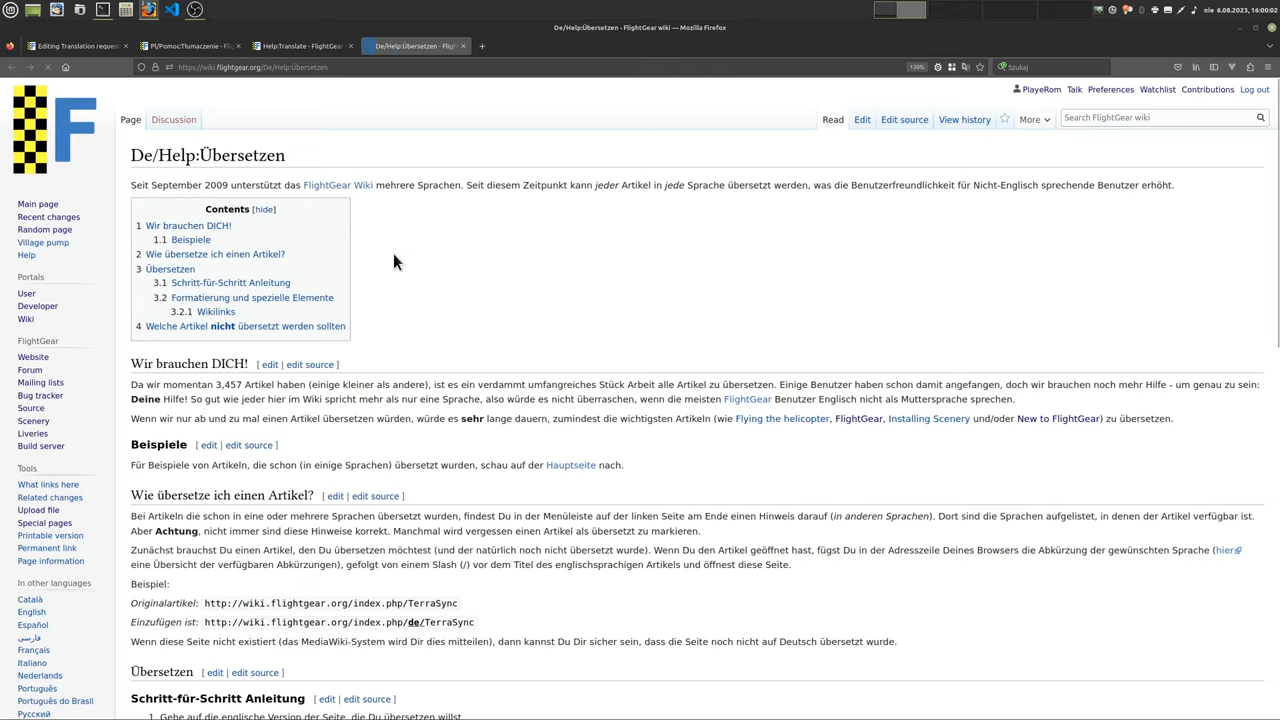 nie 6.08.2023, 16:00:02
De/Help:Übersetzen - FlightGear wiki — Mozilla Firefox
Editing Translation reques
Pl/Pomoc:Tłumaczenie - Fli
Help:Translate - FlightGear
De/Help:Übersetzen - Fligh
https://wiki.flightgear.org/De/Help:Übersetzen
130%
Szukaj
PlayeRom Talk Preferences Watchlist Contributions Log out
Page Discussion Read Edit Edit source View history More Search FlightGear wiki
F
De/Help:Übersetzen
Seit September 2009 unterstützt das FlightGear Wiki mehrere Sprachen. Seit diesem Zeitpunkt kann jeder Artikel in jede Sprache übersetzt werden, was die Benutzerfreundlichkeit für Nicht-Englisch sprechende Benutzer erhöht.
Contents [hide]
1 Wir brauchen DICH!
1.1 Beispiele
2 Wie übersetze ich einen Artikel?
3 Übersetzen
3.1 Schritt-für-Schritt Anleitung
3.2 Formatierung und spezielle Elemente
3.2.1 Wikilinks
4 Welche Artikel nicht übersetzt werden sollten
Wir brauchen DICH! [ edit | edit source ]
Da wir momentan 3,457 Artikel haben (einige kleiner als andere), ist es ein verdammt umfangreiches Stück Arbeit alle Artikel zu übersetzen. Einige Benutzer haben schon damit angefangen, doch wir brauchen noch mehr Hilfe - um genau zu sein:
Deine Hilfe! So gut wie jeder hier im Wiki spricht mehr als nur eine Sprache, also würde es nicht überraschen, wenn die meisten FlightGear Benutzer Englisch nicht als Muttersprache sprechen.
Wenn wir nur ab und zu mal einen Artikel übersetzen würden, würde es sehr lange dauern, zumindest die wichtigsten Artikeln (wie Flying the helicopter, FlightGear, Installing Scenery und/oder New to FlightGear) zu übersetzen.
Beispiele [ edit | edit source ]
Für Beispiele von Artikeln, die schon (in einige Sprachen) übersetzt wurden, schau auf der Hauptseite nach.
Wie übersetze ich einen Artikel? [ edit | edit source ]
Bei Artikeln die schon in eine oder mehrere Sprachen übersetzt wurden, findest Du in der Menüleiste auf der linken Seite am Ende einen Hinweis darauf (in anderen Sprachen). Dort sind die Sprachen aufgelistet, in denen der Artikel verfügbar ist.
Aber Achtung, nicht immer sind diese Hinweise korrekt. Manchmal wird vergessen einen Artikel als übersetzt zu markieren.
Zunächst brauchst Du einen Artikel, den Du übersetzen möchtest (und der natürlich noch nicht übersetzt wurde). Wenn Du den Artikel geöffnet hast, fügst Du in der Adresszeile Deines Browsers die Abkürzung der gewünschten Sprache (hier
eine Übersicht der verfügbaren Abkürzungen), gefolgt von einem Slash (/) vor dem Titel des englischsprachigen Artikels und öffnest diese Seite.
Beispiel:
Originalartikel: http://wiki.flightgear.org/index.php/TerraSync
Einzufügen ist: http://wiki.flightgear.org/index.php/de/TerraSync
Wenn diese Seite nicht existiert (das MediaWiki-System wird Dir dies mitteilen), dann kannst Du Dir sicher sein, dass die Seite noch nicht auf Deutsch übersetzt wurde.
Übersetzen [ edit | edit source ]
Schritt-für-Schritt Anleitung [ edit | edit source ]
1. Gehe auf die englische Version der Seite, die Du übersetzen willst.
Main page
Recent changes
Random page
Village pump
Help
Portals
User
Developer
Wiki
FlightGear
Website
Forum
Mailing lists
Bug tracker
Source
Scenery
Liveries
Build server
Tools
What links here
Related changes
Upload file
Special pages
Printable version
Permanent link
Page information
In other languages
Català
English
Español
فارسی
Français
Italiano
Nederlands
Português
Português do Brasil
Русский